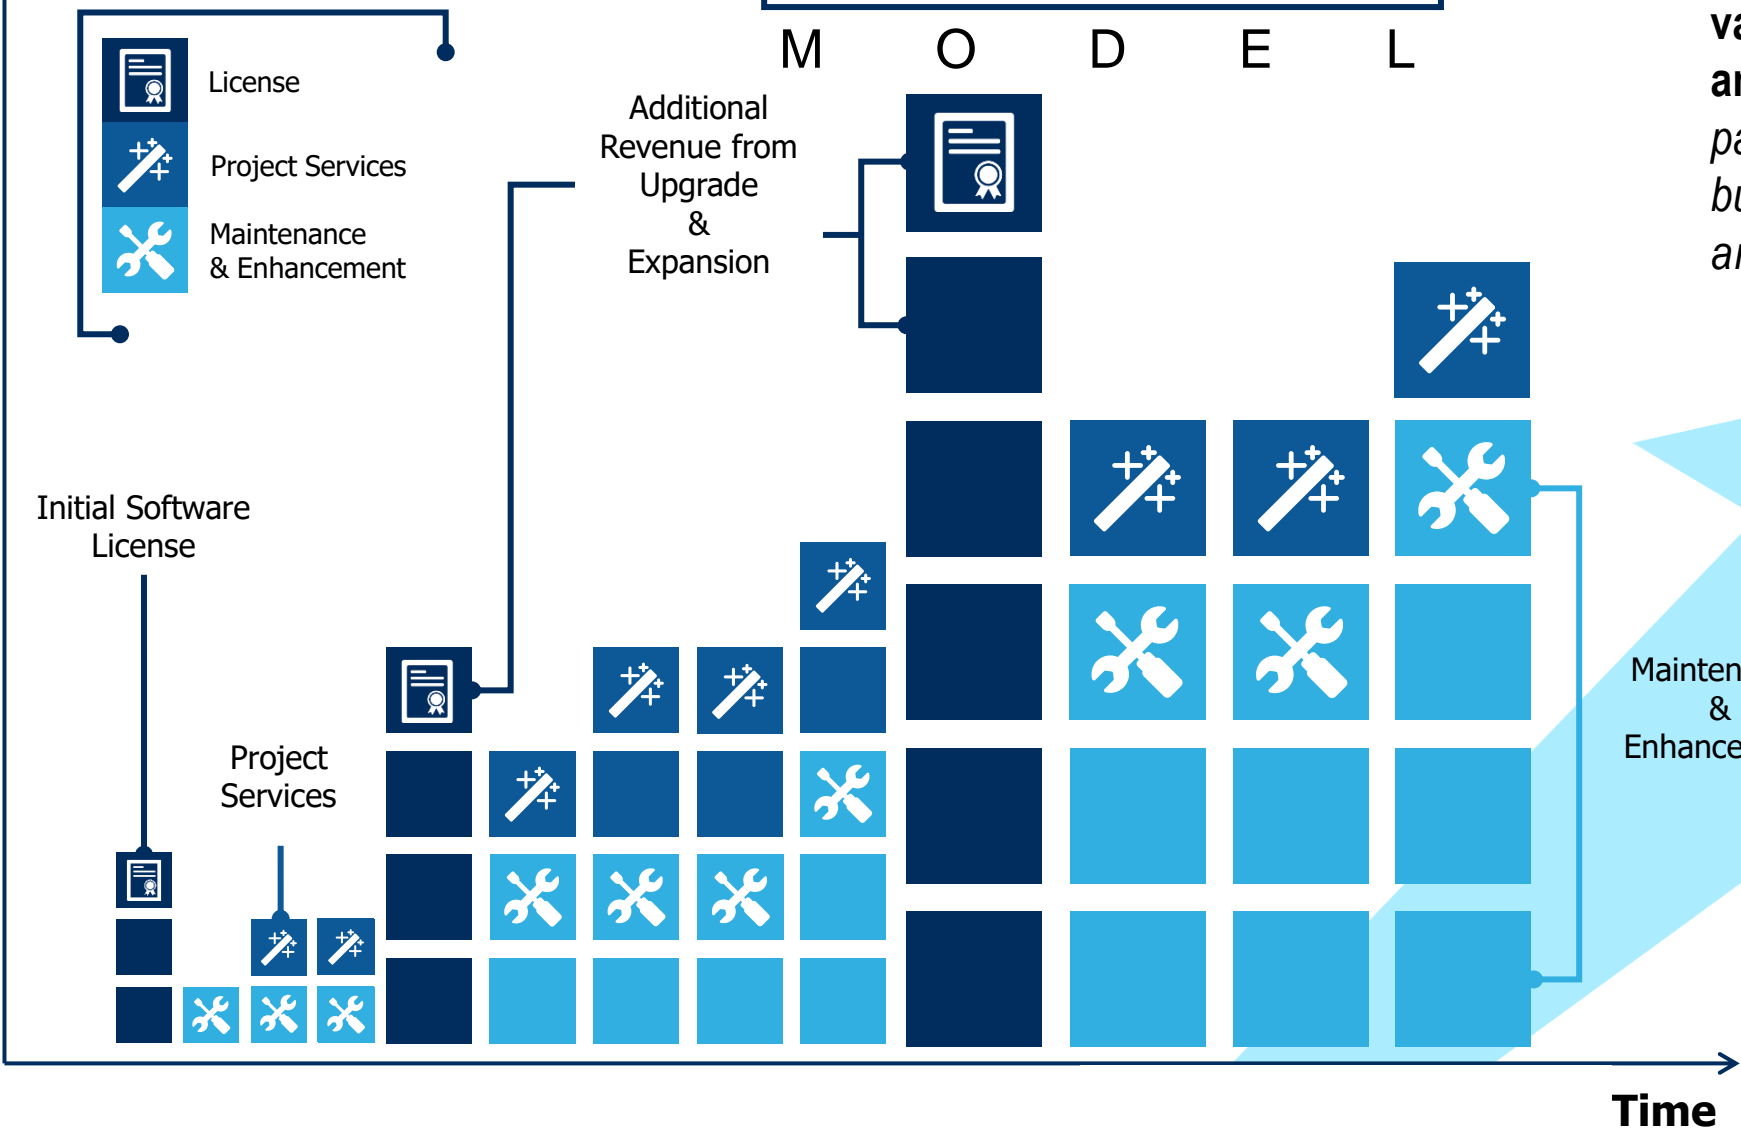 M O D E L
License
Project Services
Maintenance
& Enhancement
Additional
Revenue from
Upgrade
&
Expansion
Initial Software
License
Project
Services
&
Time